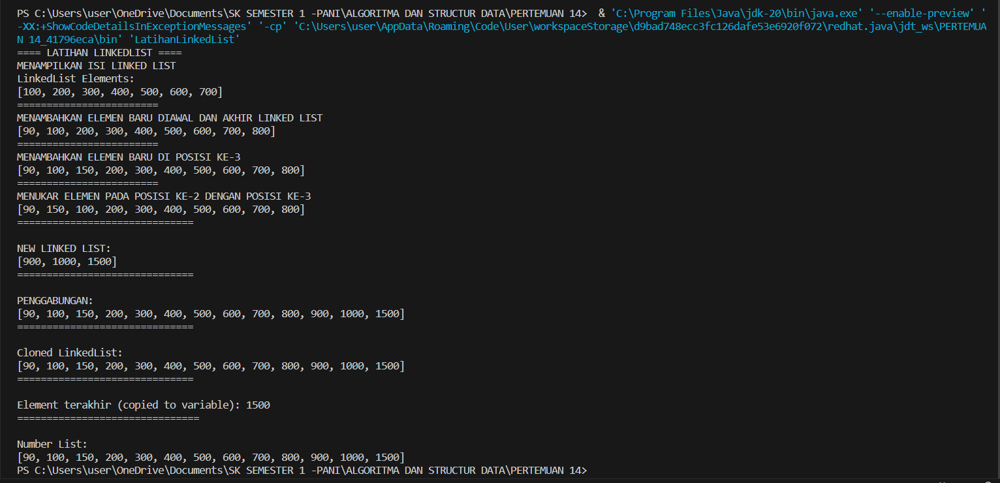 PS C:\Users\user\OneDrive\Documents\SK SEMESTER 1 -PANI\ALGORITMA DAN STRUCTUR DATA\PERTEMUAN 14>  & 'C:\Program Files\Java\jdk-20\bin\java.exe' '--enable-preview' '
-XX:+ShowCodeDetailsInExceptionMessages' '-cp' 'C:\Users\user\AppData\Roaming\Code\User\workspaceStorage\d9bad748ecc3fc126dafe53e6920f072\redhat.java\jdt_ws\PERTEMUA
N 14_41796eca\bin' 'LatihanLinkedList'
==== LATIHAN LINKEDLIST ====
MENAMPILKAN ISI LINKED LIST
LinkedList Elements:
[100, 200, 300, 400, 500, 600, 700]
========================
MENAMBAHKAN ELEMEN BARU DIAWAL DAN AKHIR LINKED LIST
[90, 100, 200, 300, 400, 500, 600, 700, 800]
========================
MENAMBAHKAN ELEMEN BARU DI POSISI KE-3
[90, 100, 150, 200, 300, 400, 500, 600, 700, 800]
========================
MENUKAR ELEMEN PADA POSISI KE-2 DENGAN POSISI KE-3
[90, 150, 100, 200, 300, 400, 500, 600, 700, 800]
==============================
NEW LINKED LIST:
[900, 1000, 1500]
==============================
PENGGABUNGAN:
[90, 100, 150, 200, 300, 400, 500, 600, 700, 800, 900, 1000, 1500]
==============================
Cloned LinkedList:
[90, 100, 150, 200, 300, 400, 500, 600, 700, 800, 900, 1000, 1500]
==============================
Element terakhir (copied to variable): 1500
===============================
Number List:
[90, 100, 150, 200, 300, 400, 500, 600, 700, 800, 900, 1000, 1500]
PS C:\Users\user\OneDrive\Documents\SK SEMESTER 1 -PANI\ALGORITMA DAN STRUCTUR DATA\PERTEMUAN 14>